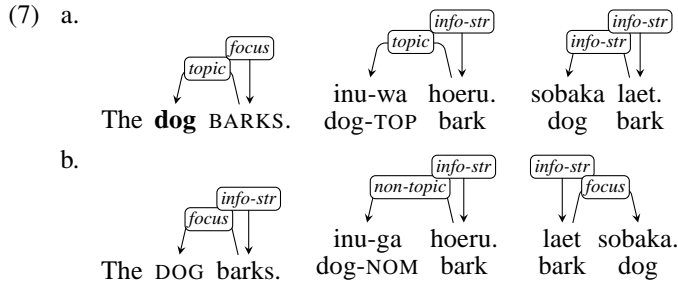 (7) a.
focus info-str info-str
topic topic info-str
The dog BARKS. inu-wa hoeru. sobaka laet.
dog-TOP bark dog bark
b.
info-str info-str info-str
focus non-topic focus
The DOG barks. inu-ga hoeru. laet sobaka.
dog-NOM bark bark dog